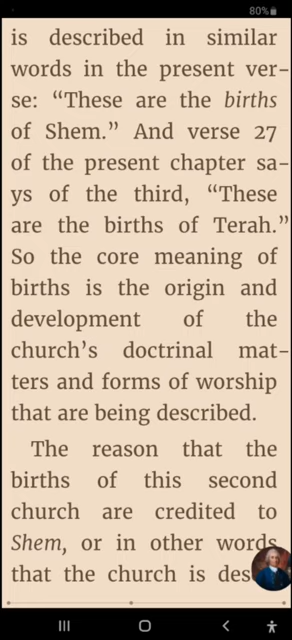 80%
is described in similar
words in the present ver-
se: “These are the births
of Shem.” And verse 27
of the present chapter sa-
ys of the third, “These
are the births of Terah.”
So the core meaning of
births is the origin and
development of the
church’s doctrinal mat-
ters and forms of worship
that are being described.
The reason that the
births of this second
church are credited to
Shem, or in other words
that the church is des